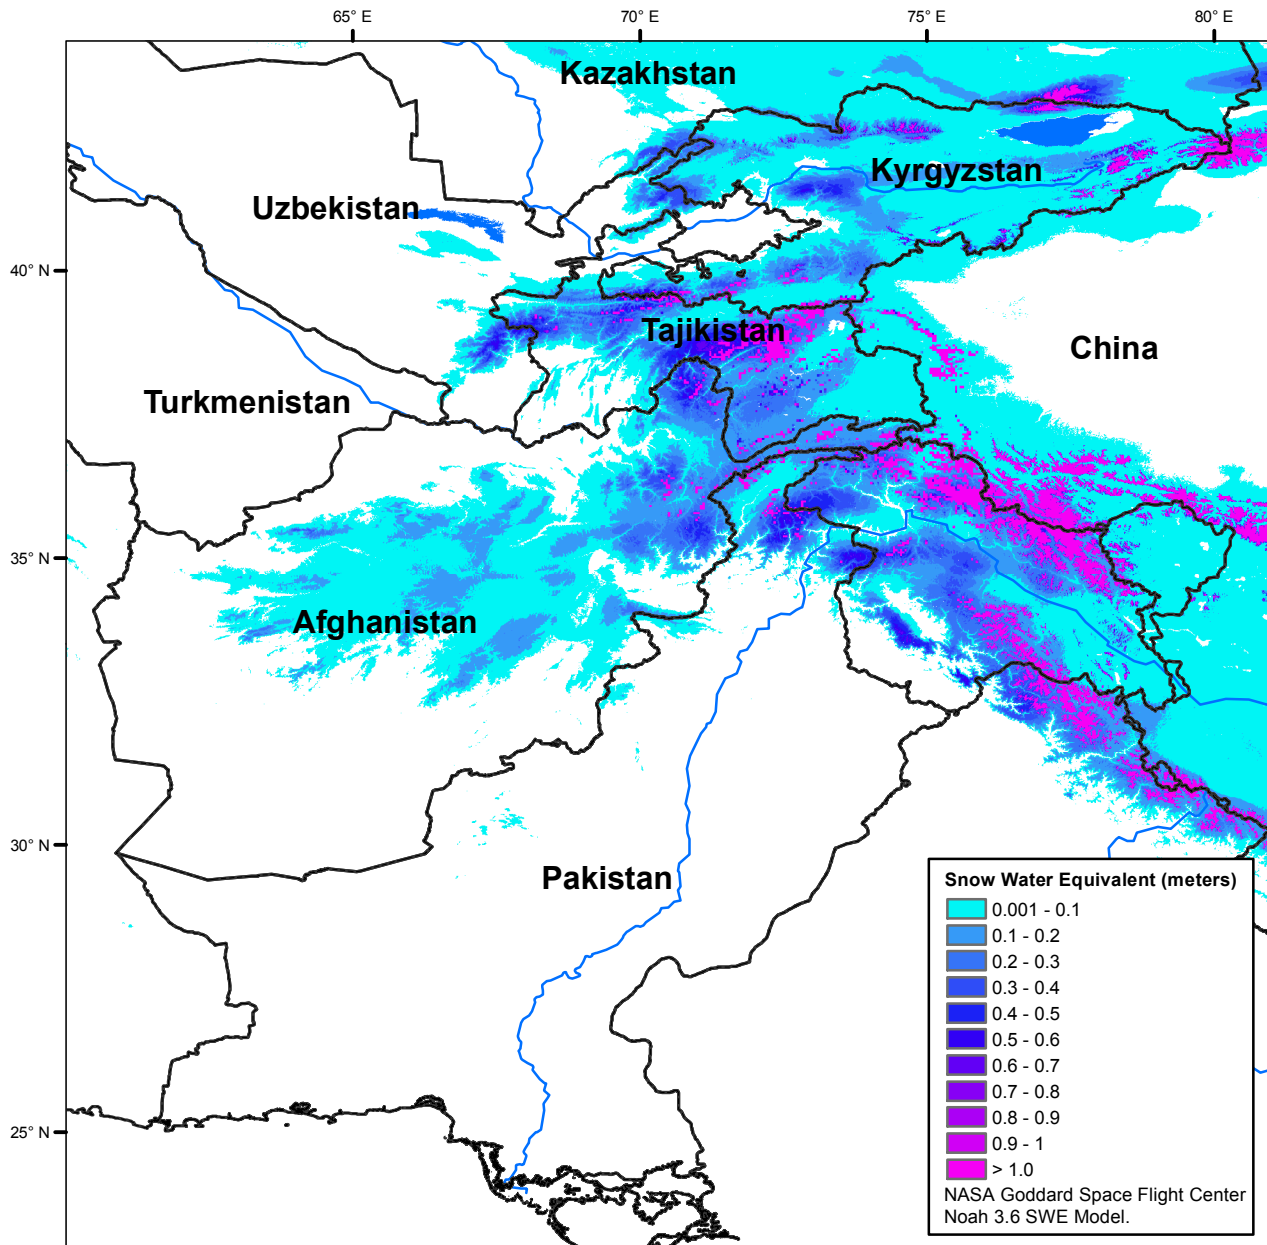 65° E
70° E
75° E
80° E
Kazakhstan
Kyrgyzstan
Uzbekistan
40° N
Tajikistan
China
Turkmenistan
35° N
Afghanistan
30° N
Pakistan
25° N
Snow Water Equivalent (meters)
0.001 - 0.1
0.1 - 0.2
0.2 - 0.3
0.3 - 0.4
0.4 - 0.5
0.5 - 0.6
0.6 - 0.7
0.7 - 0.8
0.8 - 0.9
0.9 - 1
> 1.0
NASA Goddard Space Flight Center
Noah 3.6 SWE Model.